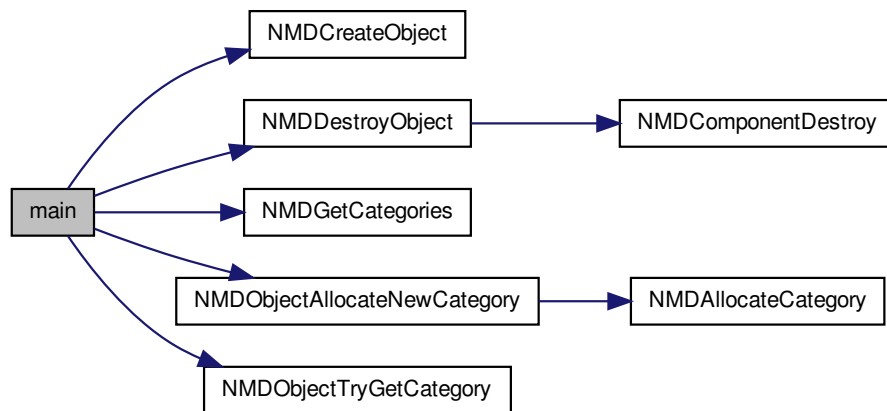 NMDCreateObject
NMDDestroyObject
NMDComponentDestroy
main
NMDGetCategories
NMDObjectAllocateNewCategory
NMDAllocateCategory
NMDObjectTryGetCategory